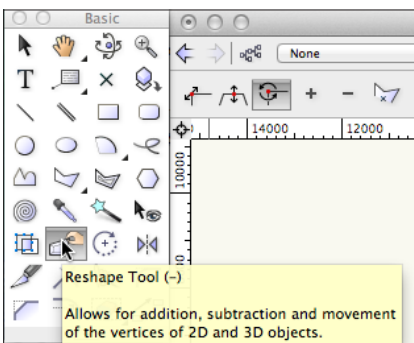 Basic
None
T
14000
12000
10000
Reshape Tool (–)
Allows for addition, subtraction and movement
of the vertices of 2D and 3D objects.